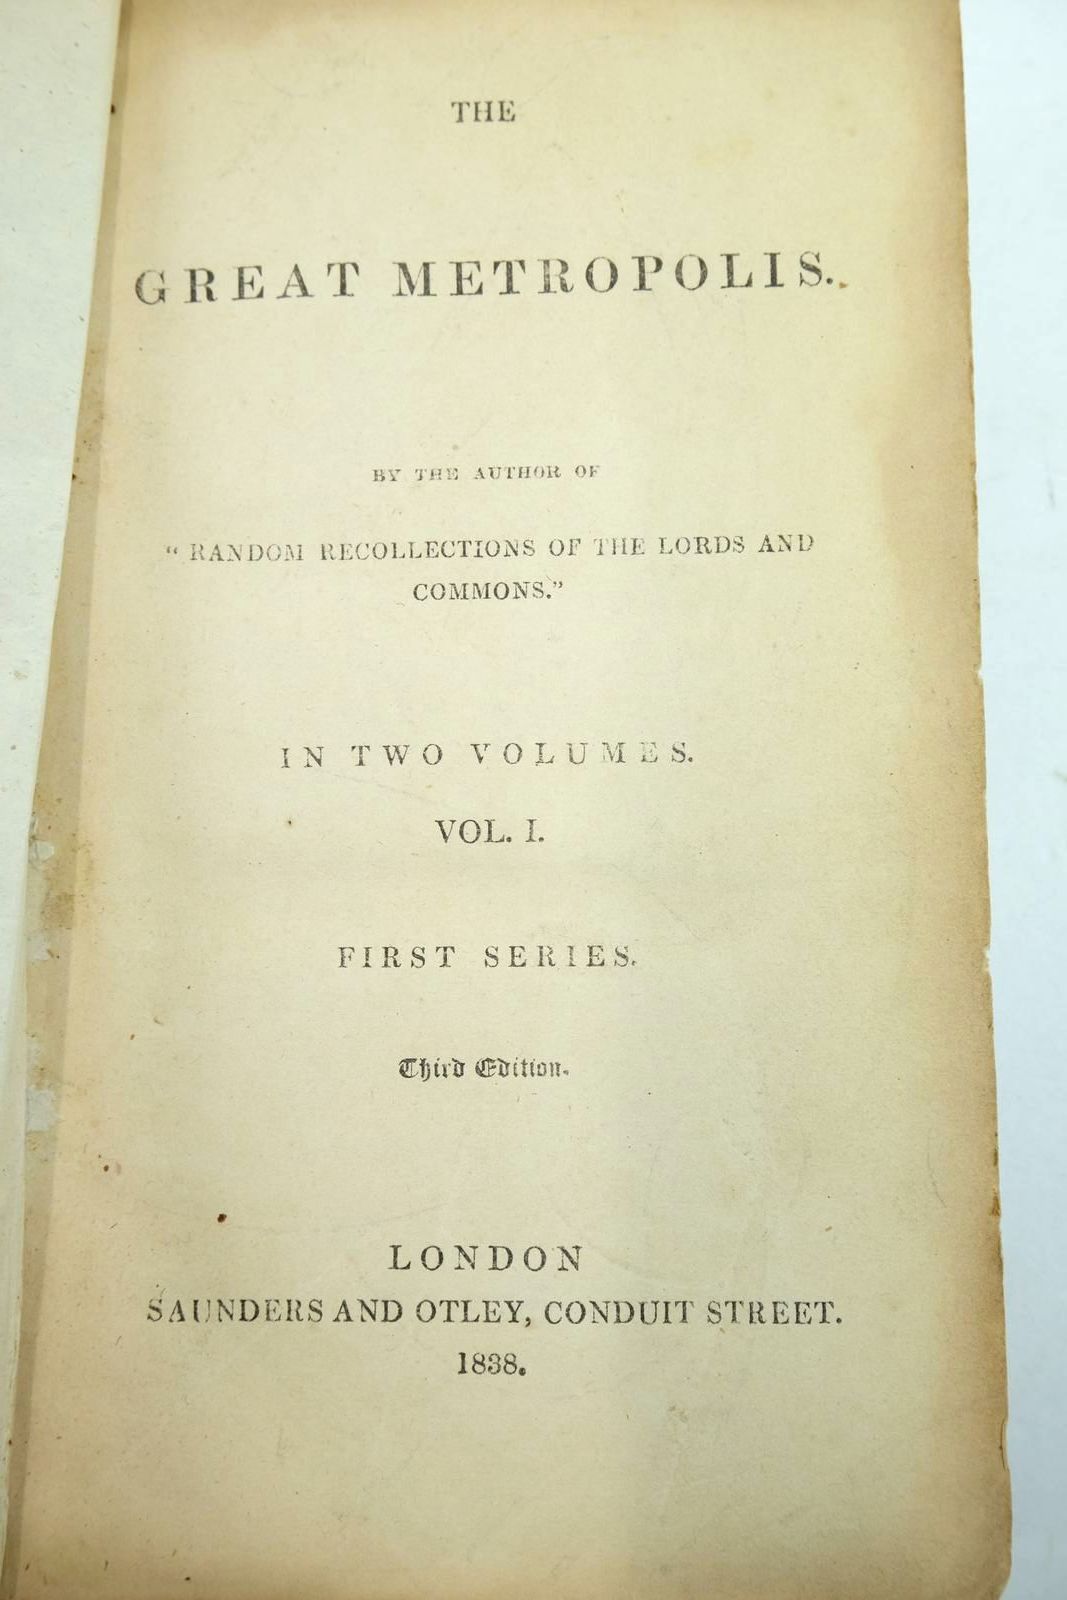 THE
GREAT METROPOLIS.
BY THE AUTHOR OF
“ RANDOM RECOLLECTIONS OF THE LORDS AND
COMMONS.”
IN TWO VOLUMES.
VOL. I.
FIRST SERIES.
Third Edition.
LONDON
SAUNDERS AND OTLEY, CONDUIT STREET.
1838.